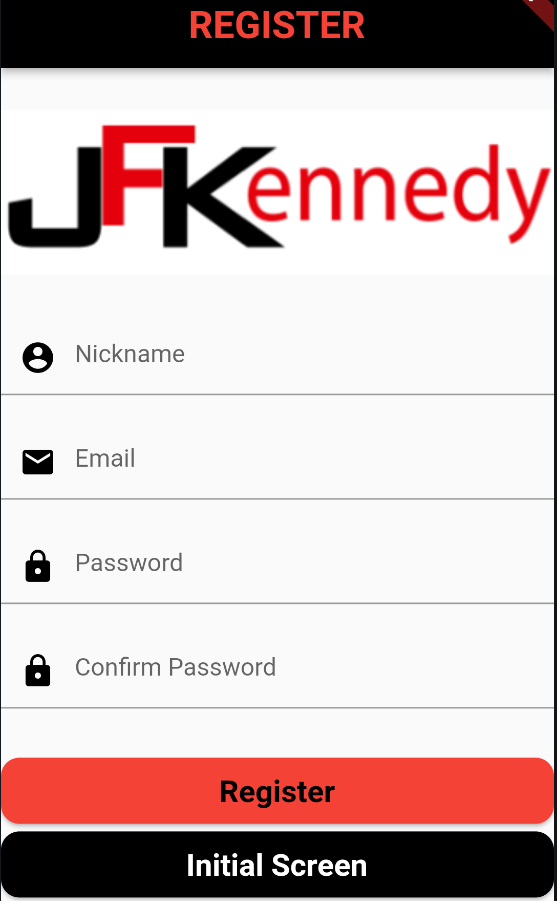 REGISTER
JFKennedy
Nickname
Email
Password
Confirm Password
Register
Initial Screen